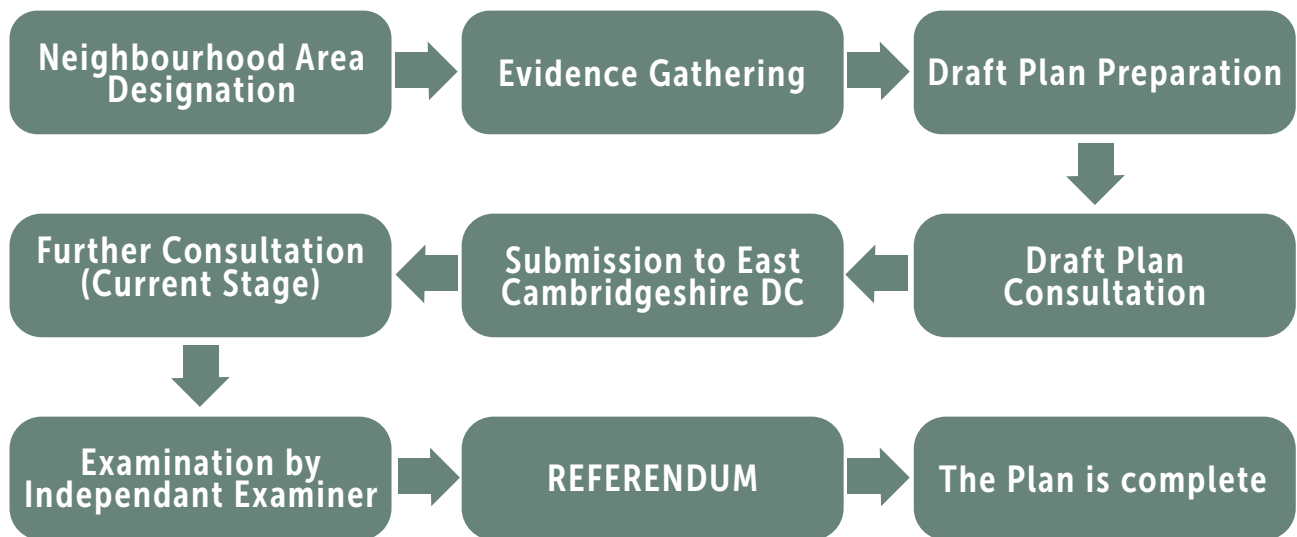 Neighbourhood Area
Designation
Evidence Gathering
Draft Plan Preparation
Draft Plan
Consultation
Submission to East
Cambridgeshire DC
Further Consultation
(Current Stage)
Examination by
Independant Examiner
REFERENDUM
The Plan is complete